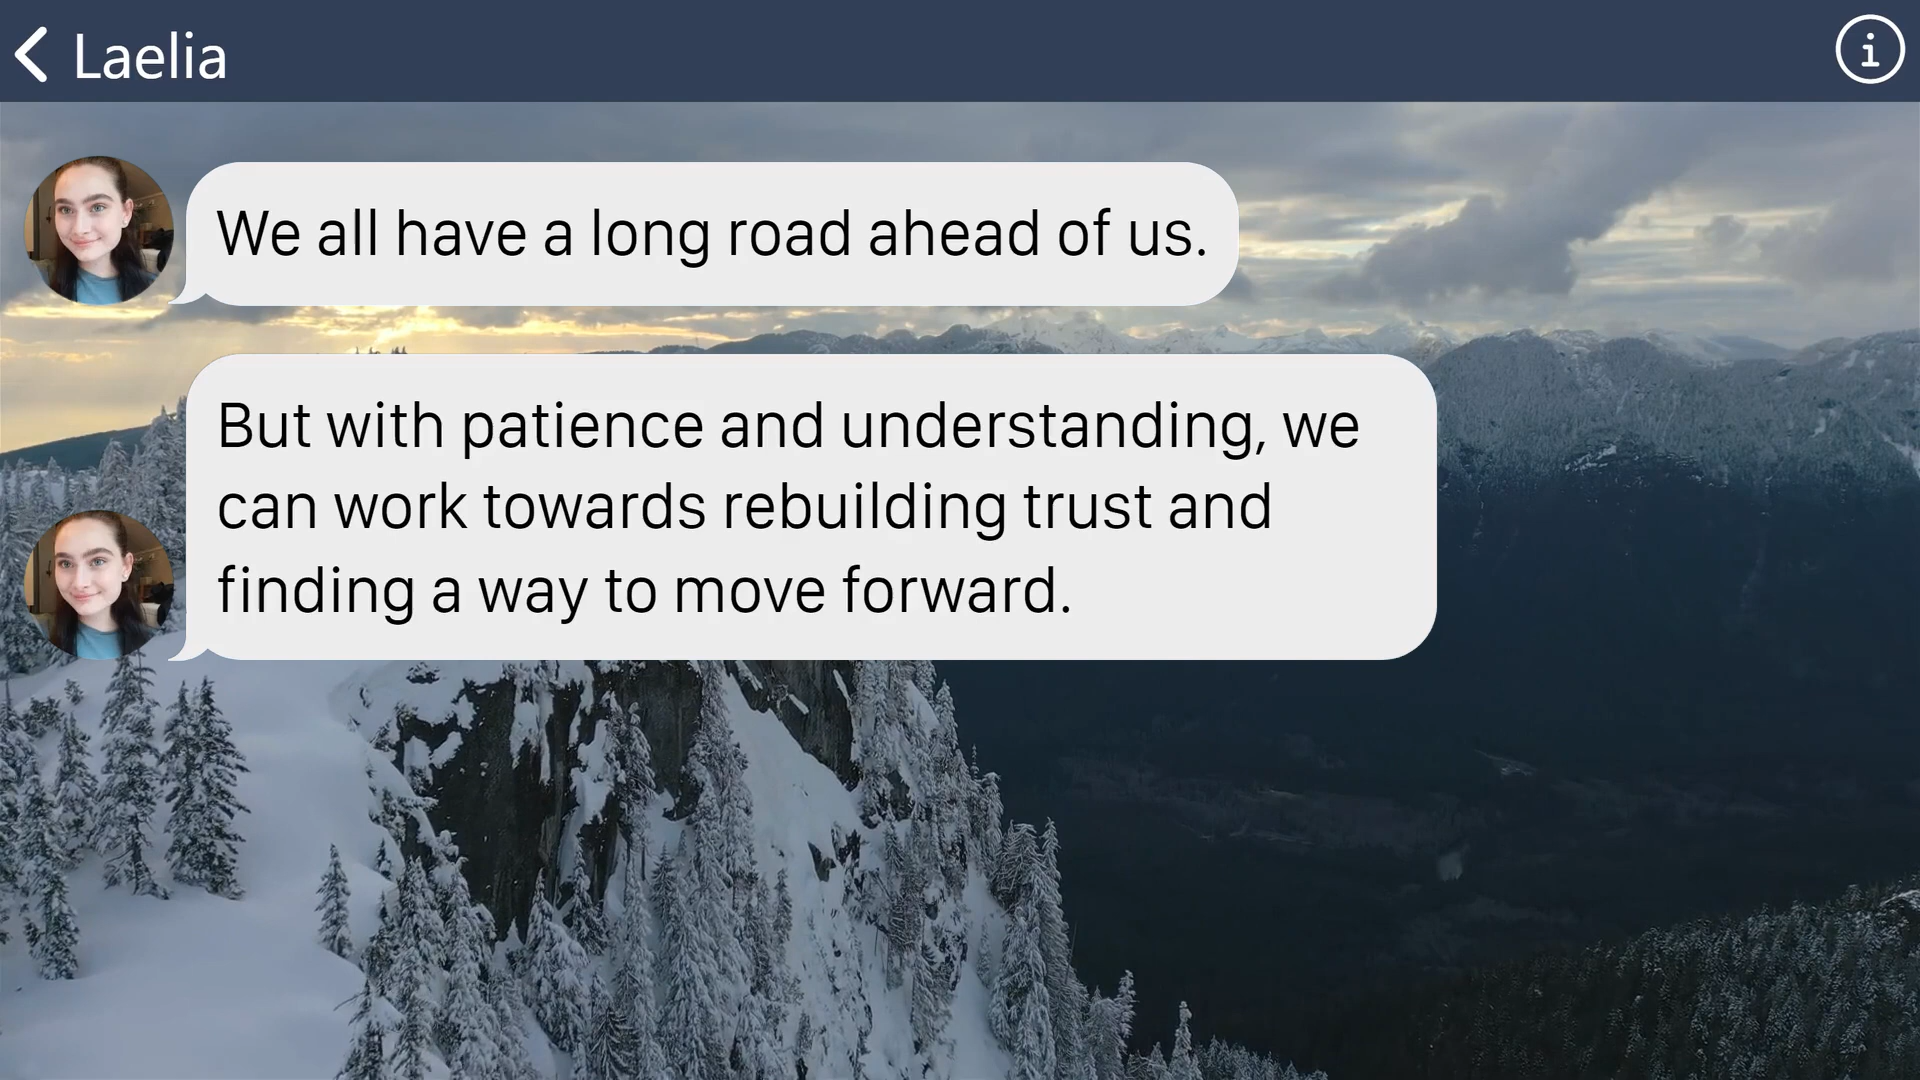 Laelia
We all have a long road ahead of us.
But with patience and understanding, we
can work towards rebuilding trust and
finding a way to move forward.